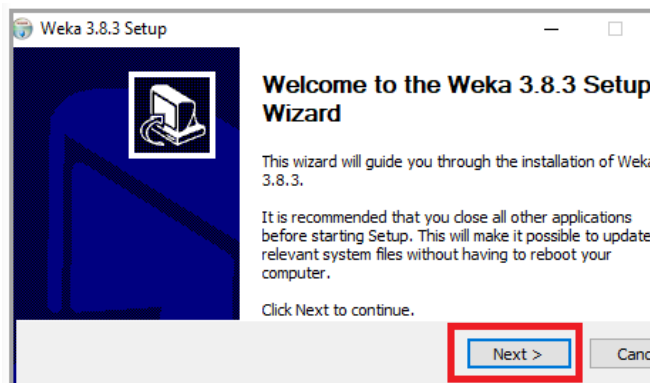 Weka 3.8.3 Setup
Welcome to the Weka 3.8.3 Setup
Wizard
This wizard will guide you through the installation of Weka
3.8.3.
It is recommended that you close all other applications
before starting Setup. This will make it possible to update
relevant system files without having to reboot your
computer.
Click Next to continue.
Next >
Canc